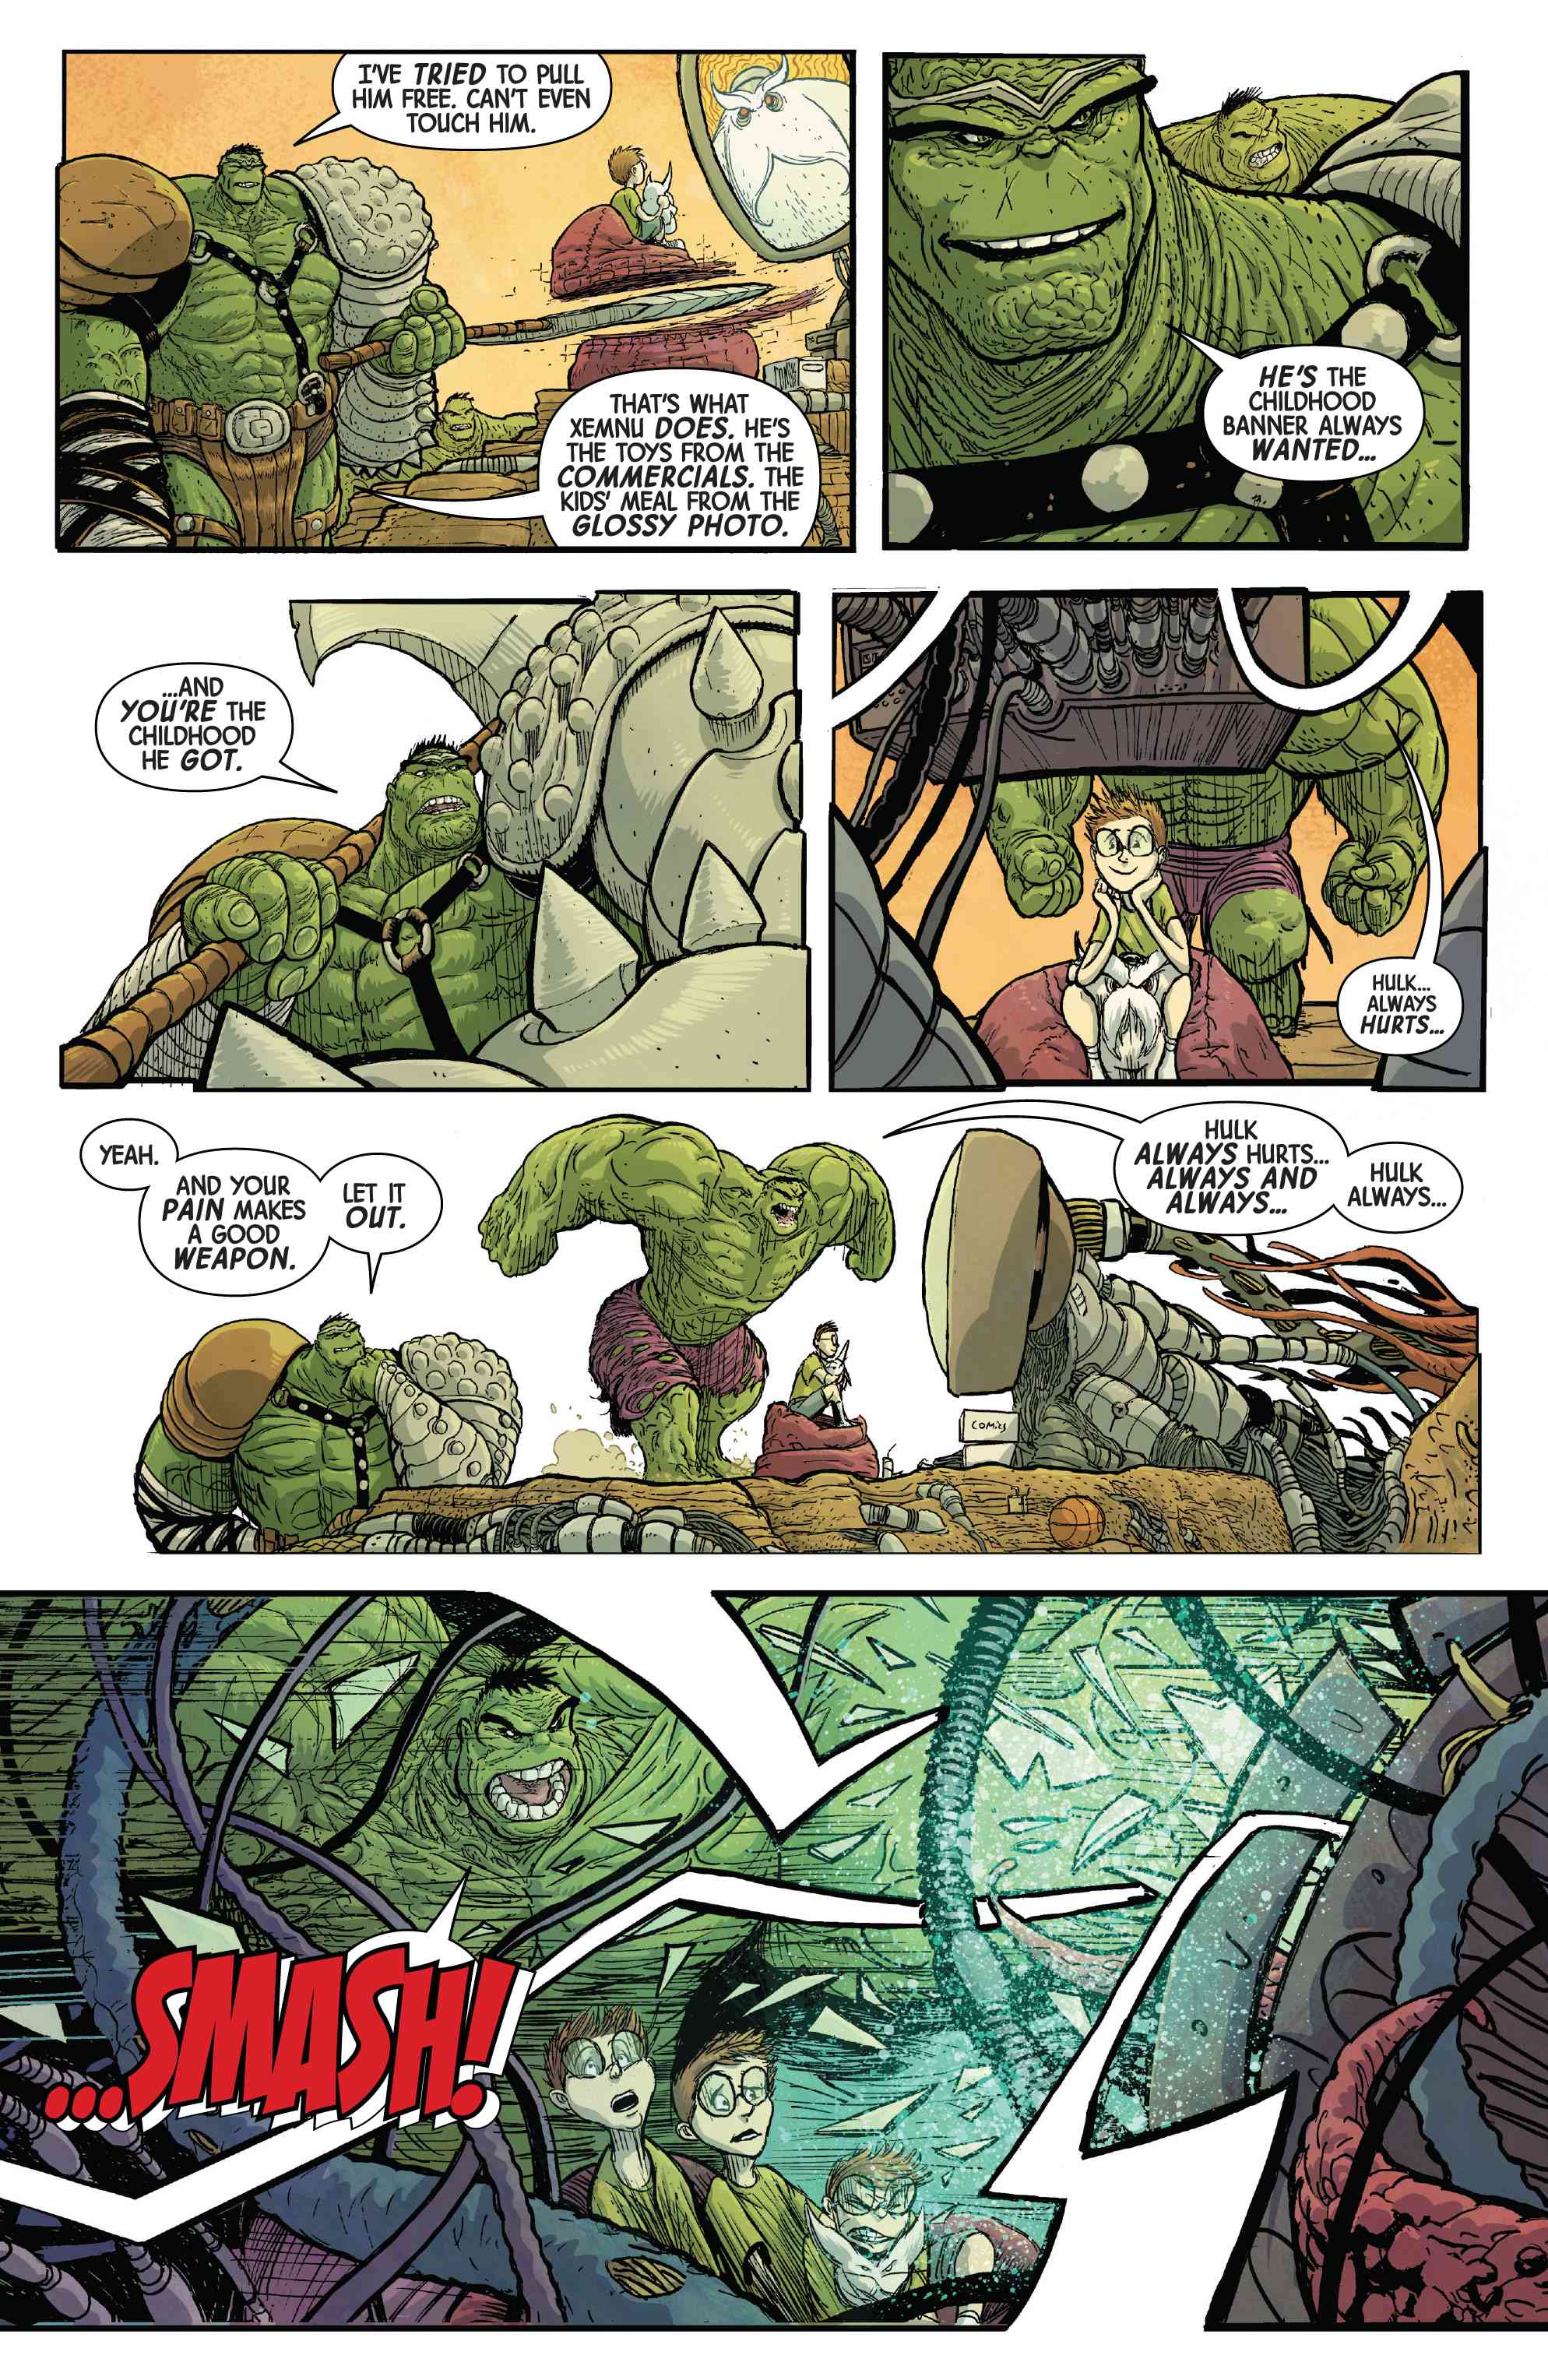 I'VE TRIED TO PULL
HIM FREE. CAN'T EVEN
TOUCH HIM.
THAT'S WHAT
XEMNU DOES. HE'S
THE TOYS FROM THE
COMMERCIALS. THE
KIDS' MEAL FROM THE
GLOSSY PHOTO.
HE'S THE
CHILDHOOD
BANNER ALWAYS
WANTED...
...AND
YOU'RE THE
CHILDHOOD
HE GOT.
HULK...
ALWAYS
HURTS...
YEAH.
AND YOUR
PAIN MAKES
A GOOD
WEAPON.
LET IT
OUT.
HULK
ALWAYS HURTS...
ALWAYS AND
ALWAYS...
HULK
ALWAYS...
COMICS
...SMASH!